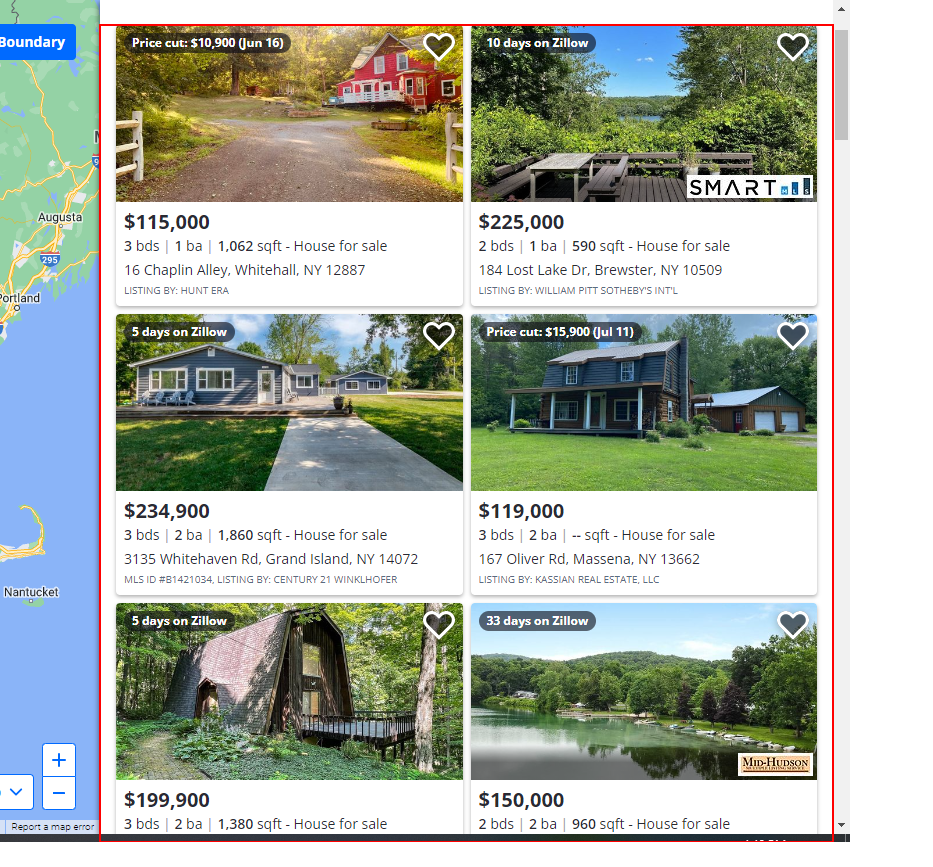 Boundary
Augusta
295
Portland
Nantucket
+
−
Report a map error
Price cut: $10,900 (Jun 16)
$115,000
3 bds | 1 ba | 1,062 sqft - House for sale
16 Chaplin Alley, Whitehall, NY 12887
LISTING BY: HUNT ERA
10 days on Zillow
SMART MLS
$225,000
2 bds | 1 ba | 590 sqft - House for sale
184 Lost Lake Dr, Brewster, NY 10509
LISTING BY: WILLIAM PITT SOTHEBY'S INT'L
5 days on Zillow
$234,900
3 bds | 2 ba | 1,860 sqft - House for sale
3135 Whitehaven Rd, Grand Island, NY 14072
MLS ID #B1421034, LISTING BY: CENTURY 21 WINKLHOFER
Price cut: $15,900 (Jul 11)
$119,000
3 bds | 2 ba | -- sqft - House for sale
167 Oliver Rd, Massena, NY 13662
LISTING BY: KASSIAN REAL ESTATE, LLC
5 days on Zillow
$199,900
3 bds | 2 ba | 1,380 sqft - House for sale
33 days on Zillow
MID-HUDSON
MULTIPLE LISTING SERVICE
$150,000
2 bds | 2 ba | 960 sqft - House for sale